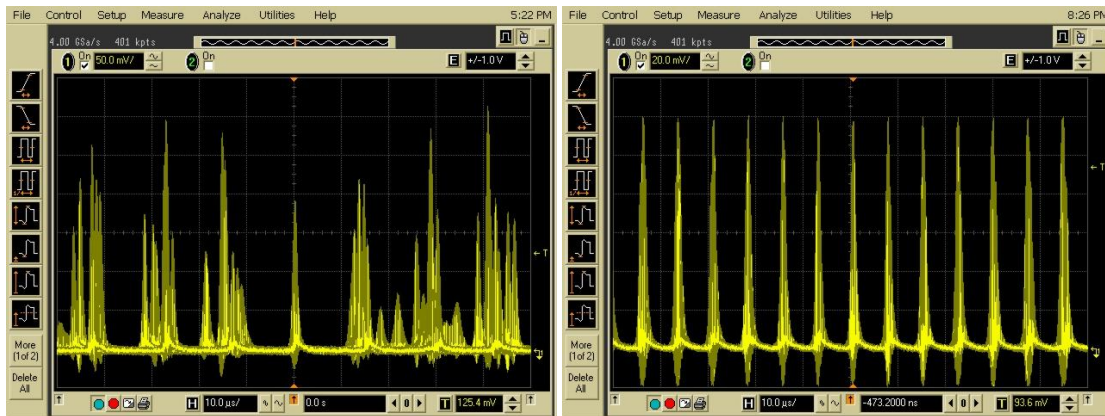 File Control Setup Measure Analyze Utilities Help 5:22 PM
4.00 GSa/s 401 kpts
1 On 50.0 mV/ 2 On E +/-1.0 V
T
More
(1 of 2)
Delete
All
H 10.0 µs/ 0.0 s 0 T 125.4 mV
File Control Setup Measure Analyze Utilities Help 8:26 PM
4.00 GSa/s 401 kpts
1 On 20.0 mV/ 2 On E +/-1.0 V
T
More
(1 of 2)
Delete
All
H 10.0 µs/ -473.2000 ns 0 T 93.6 mV